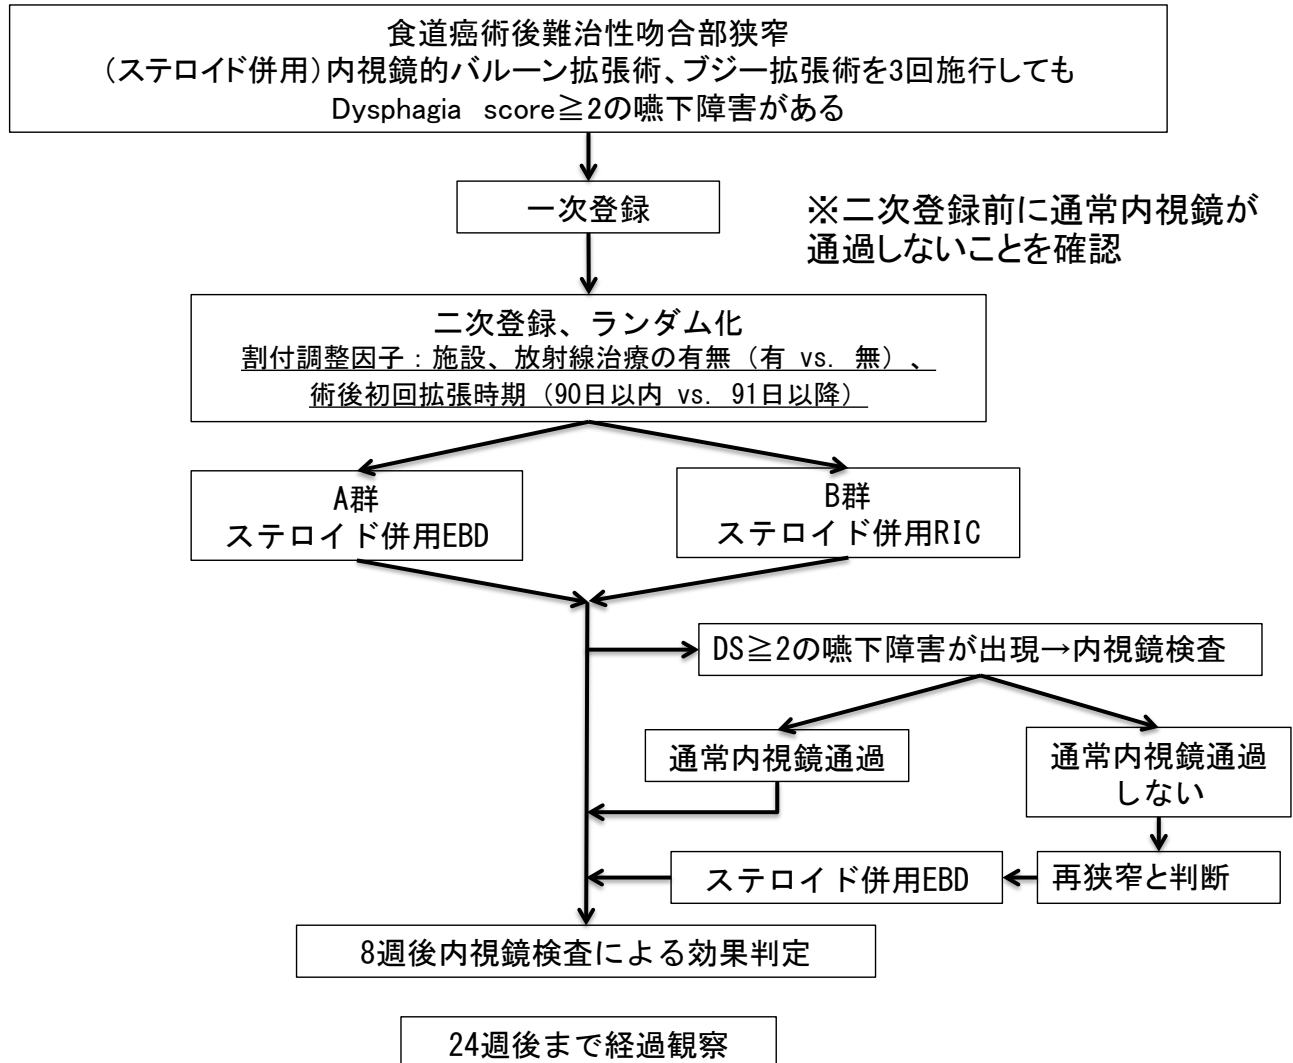 食道癌術後難治性吻合部狭窄
（ステロイド併用）内視鏡的バルーン拡張術、ブジー拡張術を3回施行しても
Dysphagia score≧2の嚥下障害がある
一次登録
※二次登録前に通常内視鏡が
通過しないことを確認
二次登録、ランダム化
割付調整因子：施設、放射線治療の有無（有 vs. 無）、
術後初回拡張時期（90日以内 vs. 91日以降）
A群
ステロイド併用EBD
B群
ステロイド併用RIC
DS≧2の嚥下障害が出現→内視鏡検査
通常内視鏡通過
通常内視鏡通過
しない
ステロイド併用EBD
再狭窄と判断
8週後内視鏡検査による効果判定
24週後まで経過観察